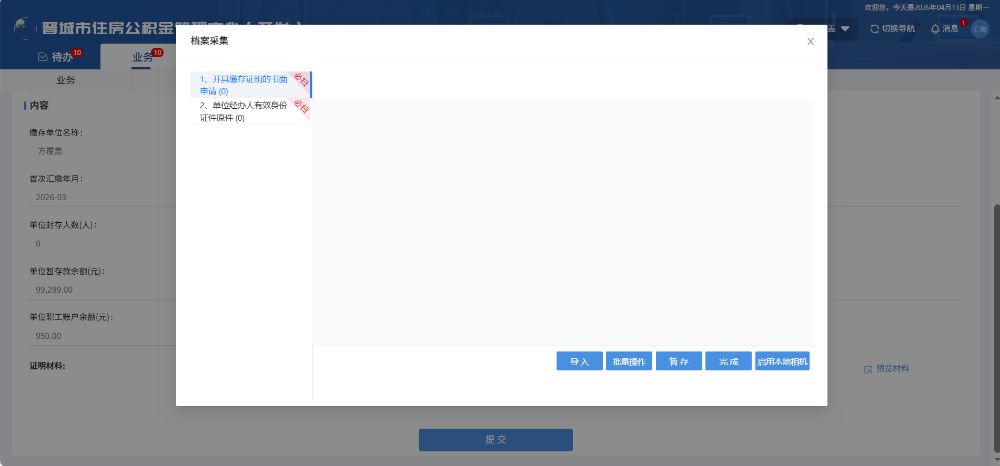 欢迎您，今天是2026年04月13日 星期一
晋城市住房公积金管理中心（开发）
盖
切换导航
消息
1
汇缴
待办
10
业务
10
业务
内容
缴存单位名称：
方覆盖
首次汇缴年月：
2026-03
单位封存人数(人)：
0
单位暂存款余额(元)：
99,299.00
单位职工账户余额(元)：
950.00
证明材料:
预览材料
提 交
档案采集
1、开具缴存证明的书面
申请 (0)
必扫
2、单位经办人有效身份
证件原件 (0)
必扫
导 入
批量操作
暂 存
完 成
启用本地相机